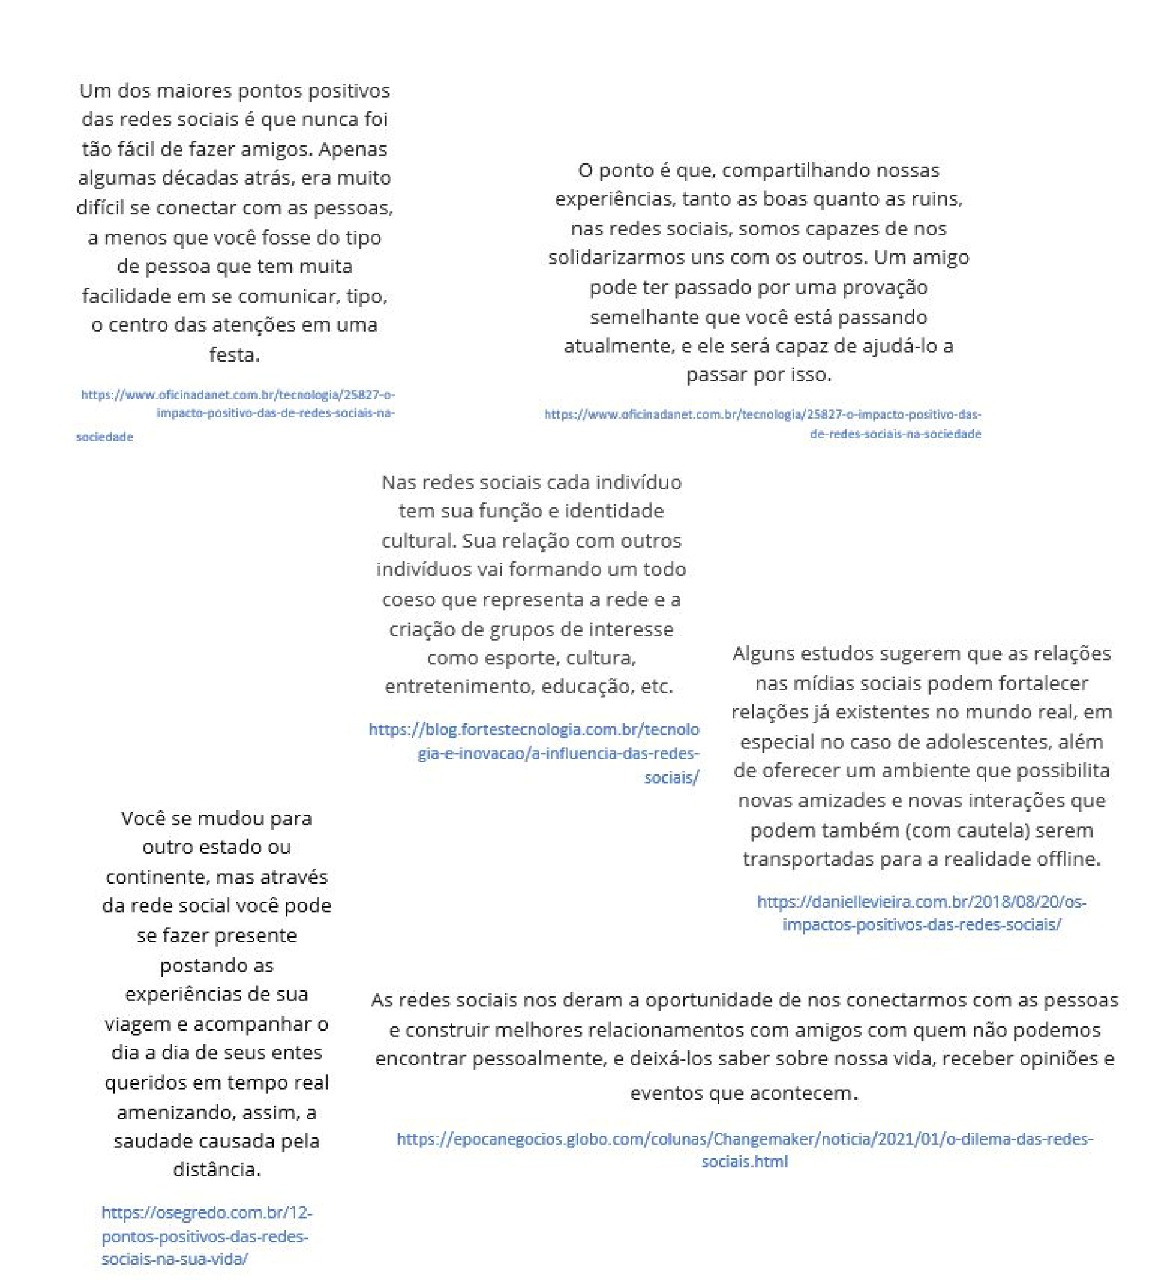 Um dos maiores pontos positivos
das redes sociais é que nunca foi
tão fácil de fazer amigos. Apenas
algumas décadas atrás, era muito
difícil se conectar com as pessoas,
a menos que você fosse do tipo
de pessoa que tem muita
facilidade em se comunicar, tipo,
o centro das atenções em uma
festa.
https://www.oficinadanet.com.br/tecnologia/25827-o-
impacto-positivo-das-de-redes-sociais-na-
sociedade
O ponto é que, compartilhando nossas
experiências, tanto as boas quanto as ruins,
nas redes sociais, somos capazes de nos
solidarizarmos uns com os outros. Um amigo
pode ter passado por uma provação
semelhante que você está passando
atualmente, e ele será capaz de ajudá-lo a
passar por isso.
https://www.oficinadanet.com.br/tecnologia/25827-o-impacto-positivo-das-
de-redes-sociais-na-sociedade
Nas redes sociais cada indivíduo
tem sua função e identidade
cultural. Sua relação com outros
indivíduos vai formando um todo
coeso que representa a rede e a
criação de grupos de interesse
como esporte, cultura,
entretenimento, educação, etc.
https://blog.fortestecnologia.com.br/tecnolo
gia-e-inovacao/a-influencia-das-redes-
sociais/
Alguns estudos sugerem que as relações
nas mídias sociais podem fortalecer
relações já existentes no mundo real, em
especial no caso de adolescentes, além
de oferecer um ambiente que possibilita
novas amizades e novas interações que
podem também (com cautela) serem
transportadas para a realidade offline.
https://daniellevieira.com.br/2018/08/20/os-
impactos-positivos-das-redes-sociais/
Você se mudou para
outro estado ou
continente, mas através
da rede social você pode
se fazer presente
postando as
experiências de sua
viagem e acompanhar o
dia a dia de seus entes
queridos em tempo real
amenizando, assim, a
saudade causada pela
distância.
https://osegredo.com.br/12-
pontos-positivos-das-redes-
sociais-na-sua-vida/
As redes sociais nos deram a oportunidade de nos conectarmos com as pessoas
e construir melhores relacionamentos com amigos com quem não podemos
encontrar pessoalmente, e deixá-los saber sobre nossa vida, receber opiniões e
eventos que acontecem.
https://epocanegocios.globo.com/colunas/Changemaker/noticia/2021/01/o-dilema-das-redes-
sociais.html